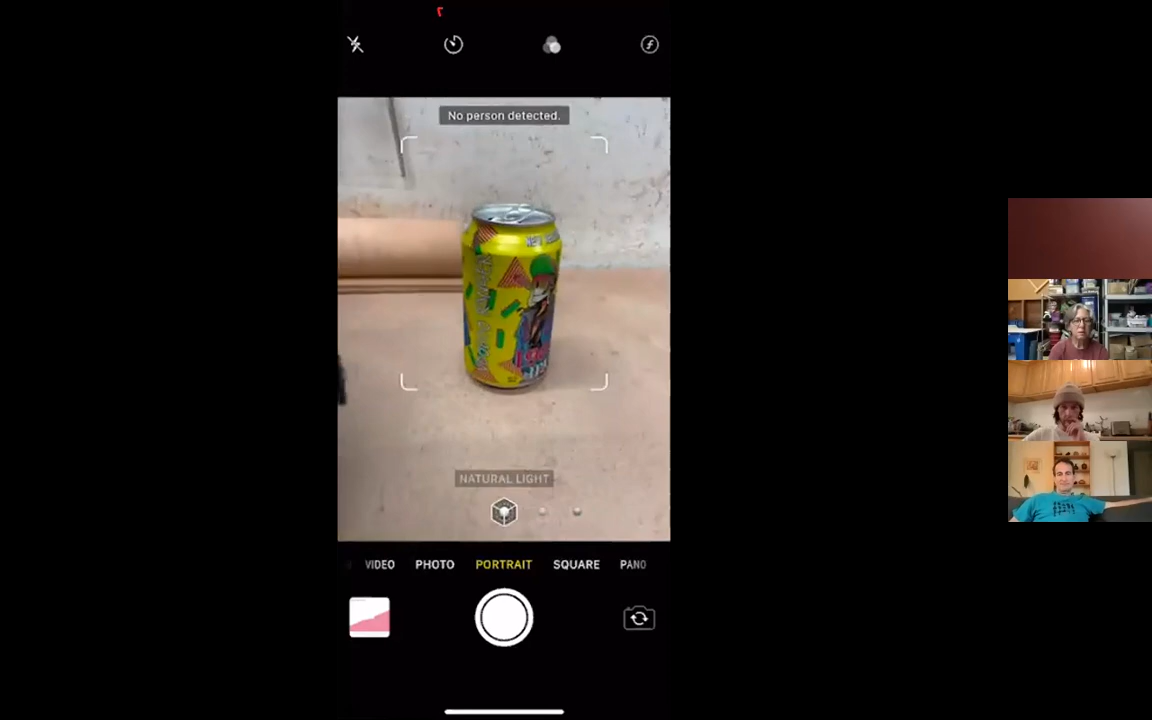 No person detected.
NATURAL LIGHT
VIDEO PHOTO PORTRAIT SQUARE PANO